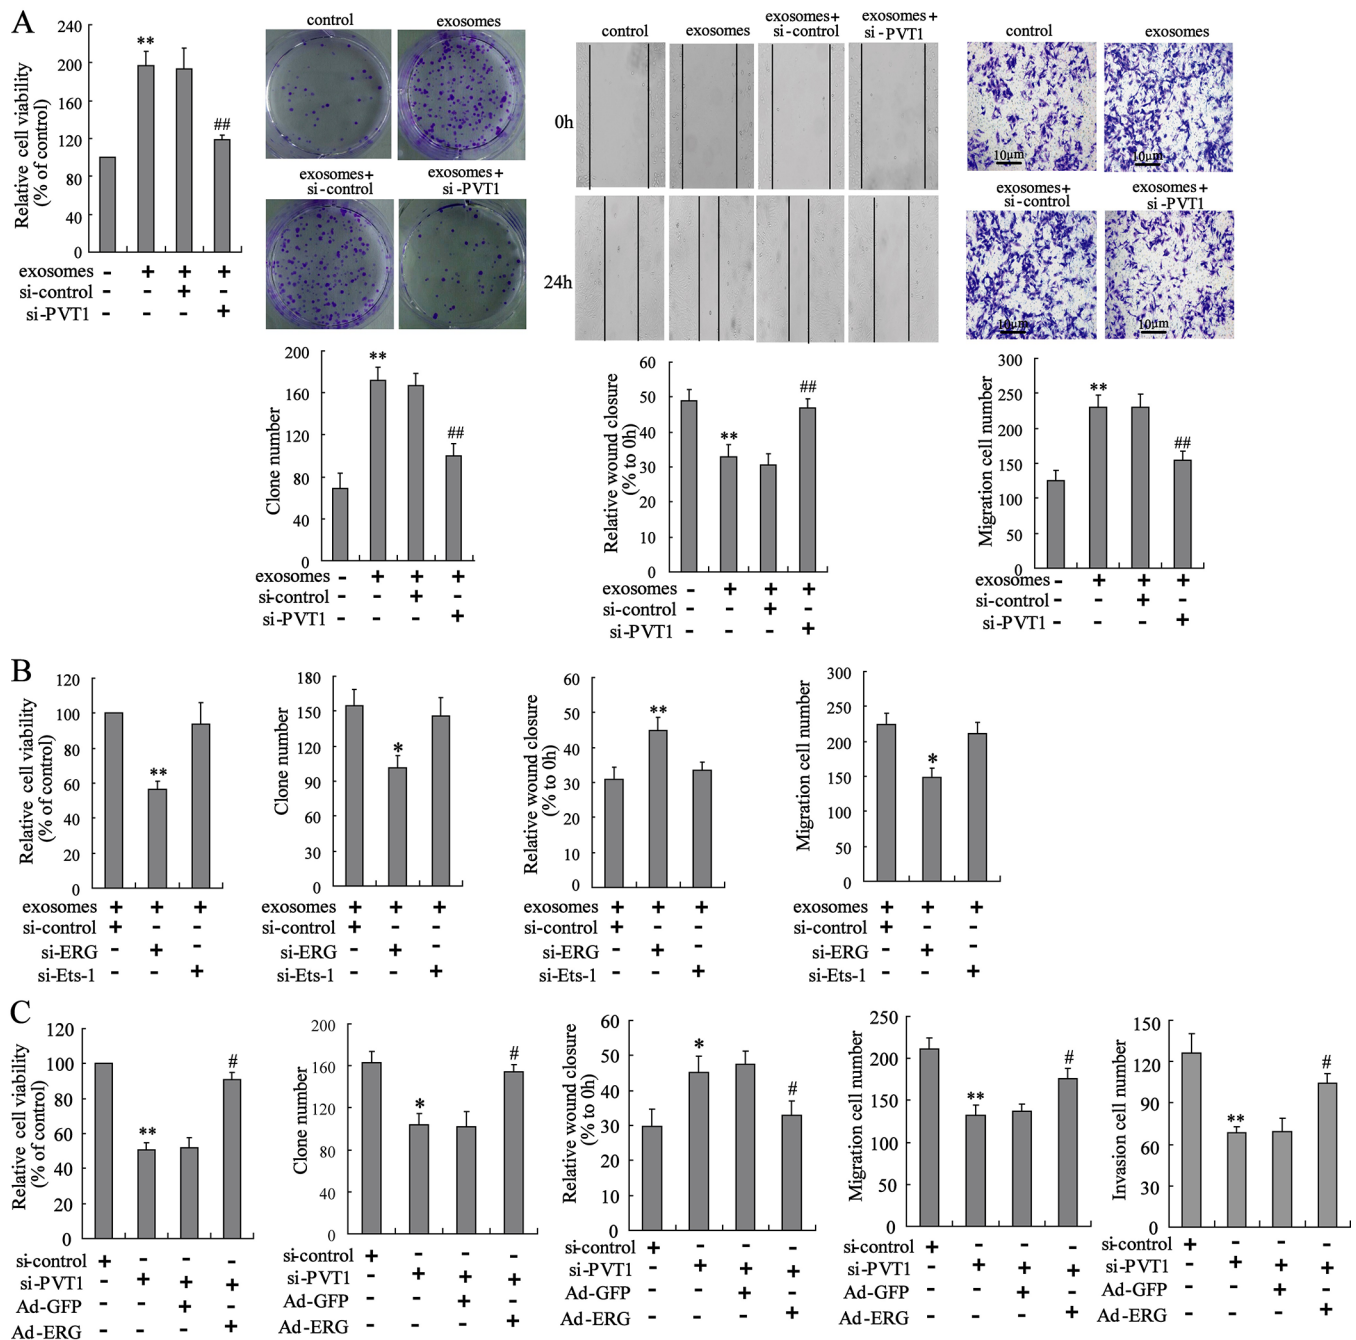 A
Relative cell viability
(% of control)
240
200
160
120
80
40
0
**
##
exosomes - + + +
si-control - - + -
si-PVT1 - - - +
control
exosomes
exosomes+
si-control
exosomes+
si-PVT1
Clone number
200
160
120
80
40
0
**
##
exosomes - + + +
si-control - - + -
si-PVT1 - - - +
control
exosomes
exosomes+
si-control
exosomes+
si-PVT1
0h
24h
Relative wound closure
(% to 0h)
60
50
40
30
20
10
0
**
##
exosomes - + + +
si-control - - + -
si-PVT1 - - - +
control
exosomes
10μm
10μm
exosomes+
si-control
exosomes+
si-PVT1
10μm
10μm
Migration cell number
300
250
200
150
100
50
0
**
##
exosomes - + + +
si-control - - + -
si-PVT1 - - - +
B
Relative cell viability
(% of control)
120
100
80
60
40
20
0
**
exosomes + + +
si-control + - -
si-ERG - + -
si-Ets-1 - - +
Clone number
180
150
120
90
60
30
0
*
exosomes + + +
si-control + - -
si-ERG - + -
si-Ets-1 - - +
Relative wound closure
(% to 0h)
60
50
40
30
20
10
0
**
exosomes + + +
si-control + - -
si-ERG - + -
si-Ets-1 - - +
Migration cell number
300
250
200
150
100
50
0
*
exosomes + + +
si-control + - -
si-ERG - + -
si-Ets-1 - - +
C
Relative cell viability
(% of control)
120
100
80
60
40
20
0
**
#
si-control + - - -
si-PVT1 - + + +
Ad-GFP - - + -
Ad-ERG - - - +
Clone number
200
160
120
80
40
0
*
#
si-control + - - -
si-PVT1 - + + +
Ad-GFP - - + -
Ad-ERG - - - +
Relative wound closure
(% to 0h)
60
50
40
30
20
10
0
*
#
si-control + - - -
si-PVT1 - + + +
Ad-GFP - - + -
Ad-ERG - - - +
Migration cell number
250
200
150
100
50
0
**
#
si-control + - - -
si-PVT1 - + + +
Ad-GFP - - + -
Ad-ERG - - - +
Invasion cell number
150
120
90
60
30
0
**
#
si-control + - - -
si-PVT1 - + + +
Ad-GFP - - + -
Ad-ERG - - - +